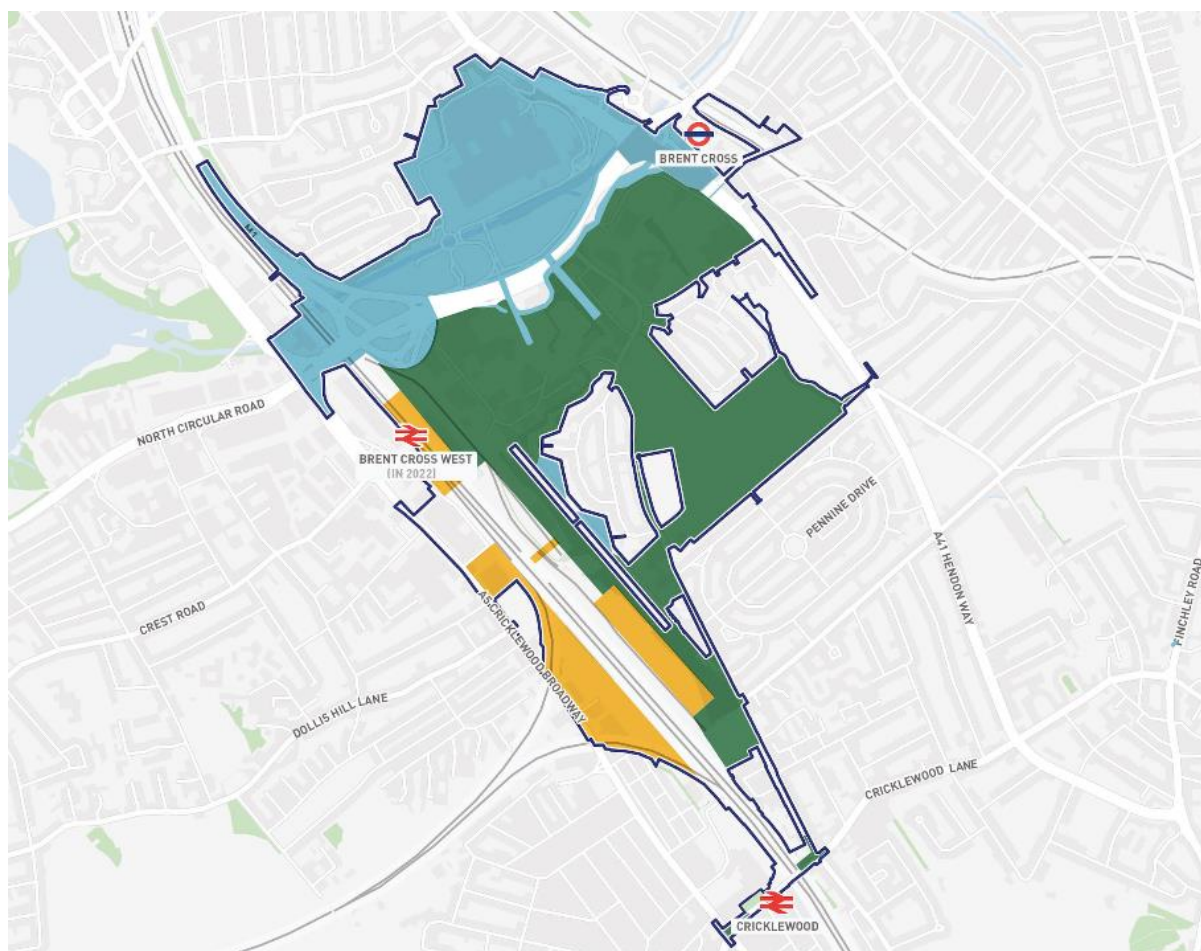 BRENT CROSS
M1
NORTH CIRCULAR ROAD
BRENT CROSS WEST
(IN 2022)
PENNINE DRIVE
A41 HENDON WAY
FINCHLEY ROAD
CREST ROAD
A5 CRICKLEWOOD BROADWAY
DOLLIS HILL LANE
CRICKLEWOOD LANE
CRICKLEWOOD